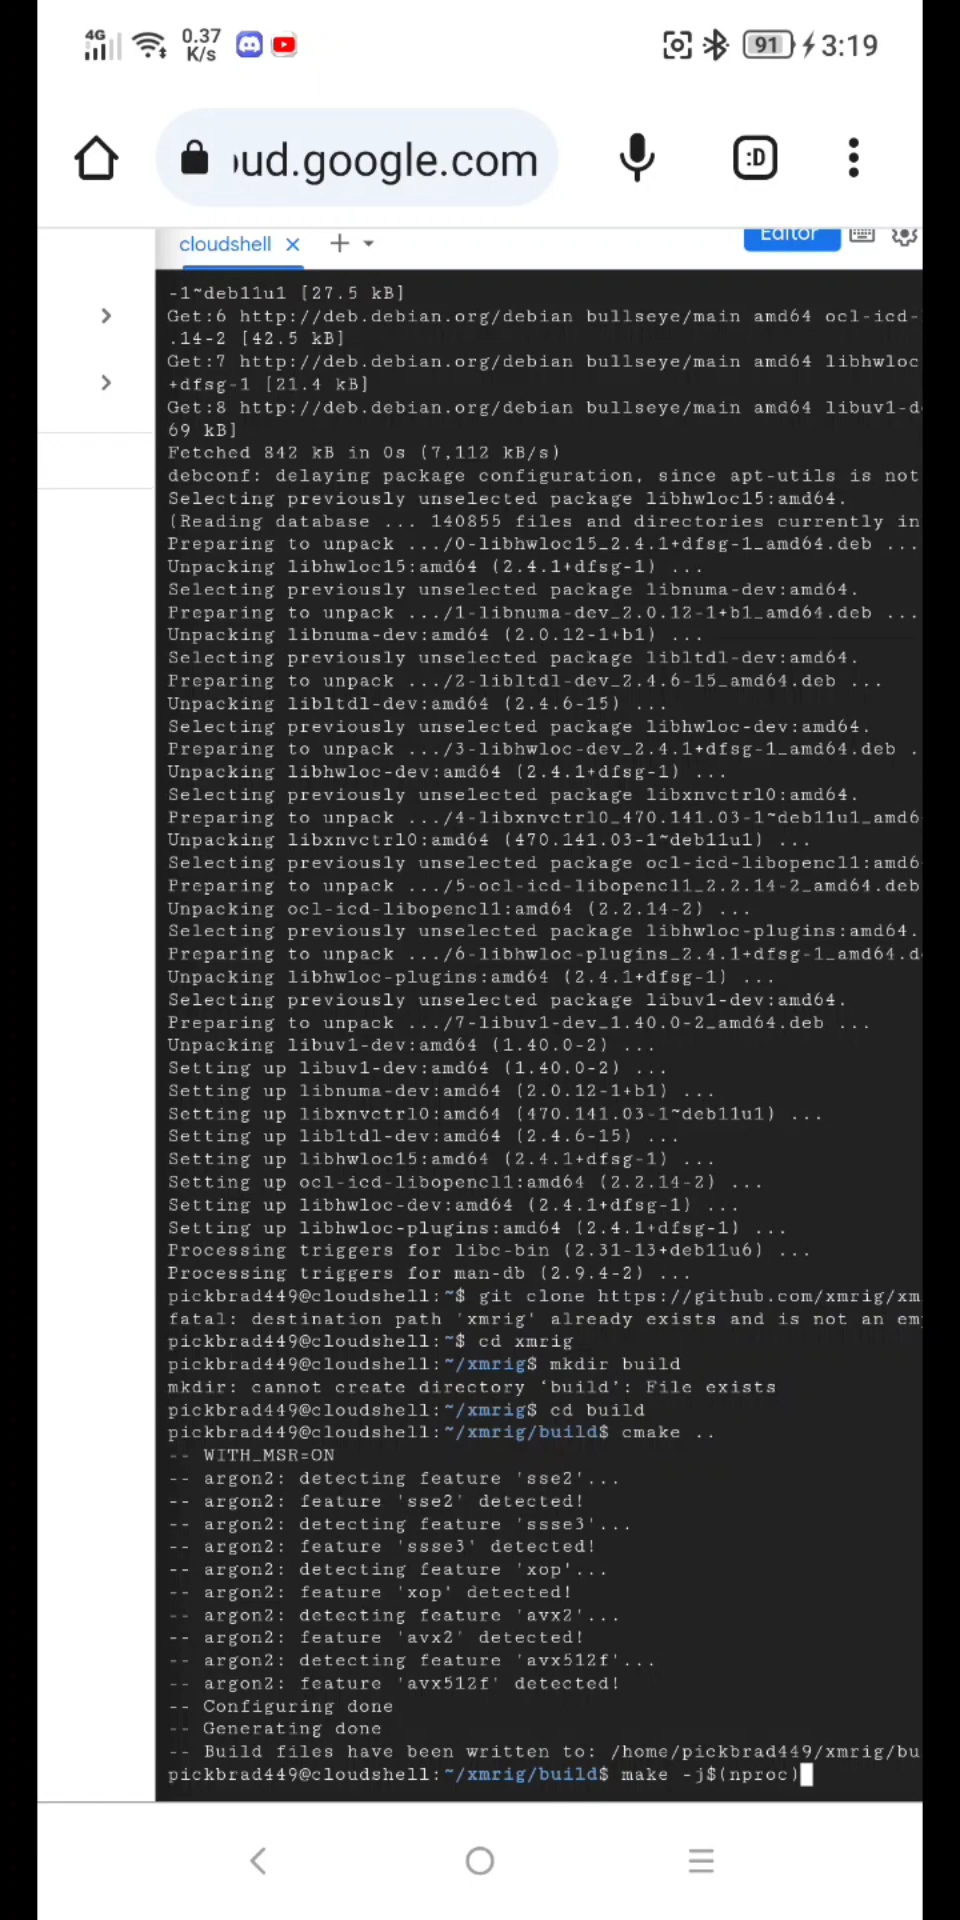 4G
0.37
K/s
91
3:19
oud.google.com
:D
cloudshell
Editor
-1~deb11u1 [27.5 kB]
Get:6 http://deb.debian.org/debian bullseye/main amd64 ocl-icd-
.14-2 [42.5 kB]
Get:7 http://deb.debian.org/debian bullseye/main amd64 libhwloc
+dfsg-1 [21.4 kB]
Get:8 http://deb.debian.org/debian bullseye/main amd64 libuv1-d
69 kB]
Fetched 842 kB in 0s (7,112 kB/s)
debconf: delaying package configuration, since apt-utils is not
Selecting previously unselected package libhwloc15:amd64.
(Reading database ... 140855 files and directories currently in
Preparing to unpack .../0-libhwloc15_2.4.1+dfsg-1_amd64.deb ...
Unpacking libhwloc15:amd64 (2.4.1+dfsg-1) ...
Selecting previously unselected package libnuma-dev:amd64.
Preparing to unpack .../1-libnuma-dev_2.0.12-1+b1_amd64.deb ...
Unpacking libnuma-dev:amd64 (2.0.12-1+b1) ...
Selecting previously unselected package libltdl-dev:amd64.
Preparing to unpack .../2-libltdl-dev_2.4.6-15_amd64.deb ...
Unpacking libltdl-dev:amd64 (2.4.6-15) ...
Selecting previously unselected package libhwloc-dev:amd64.
Preparing to unpack .../3-libhwloc-dev_2.4.1+dfsg-1_amd64.deb .
Unpacking libhwloc-dev:amd64 (2.4.1+dfsg-1) ...
Selecting previously unselected package libxnvctrl0:amd64.
Preparing to unpack .../4-libxnvctrl0_470.141.03-1~deb11u1_amd6
Unpacking libxnvctrl0:amd64 (470.141.03-1~deb11u1) ...
Selecting previously unselected package ocl-icd-libopencl1:amd6
Preparing to unpack .../5-ocl-icd-libopencl1_2.2.14-2_amd64.deb
Unpacking ocl-icd-libopencl1:amd64 (2.2.14-2) ...
Selecting previously unselected package libhwloc-plugins:amd64.
Preparing to unpack .../6-libhwloc-plugins_2.4.1+dfsg-1_amd64.d
Unpacking libhwloc-plugins:amd64 (2.4.1+dfsg-1) ...
Selecting previously unselected package libuv1-dev:amd64.
Preparing to unpack .../7-libuv1-dev_1.40.0-2_amd64.deb ...
Unpacking libuv1-dev:amd64 (1.40.0-2) ...
Setting up libuv1-dev:amd64 (1.40.0-2) ...
Setting up libnuma-dev:amd64 (2.0.12-1+b1) ...
Setting up libxnvctrl0:amd64 (470.141.03-1~deb11u1) ...
Setting up libltdl-dev:amd64 (2.4.6-15) ...
Setting up libhwloc15:amd64 (2.4.1+dfsg-1) ...
Setting up ocl-icd-libopencl1:amd64 (2.2.14-2) ...
Setting up libhwloc-dev:amd64 (2.4.1+dfsg-1) ...
Setting up libhwloc-plugins:amd64 (2.4.1+dfsg-1) ...
Processing triggers for libc-bin (2.31-13+deb11u6) ...
Processing triggers for man-db (2.9.4-2) ...
pickbrad449@cloudshell:~$ git clone https://github.com/xmrig/xm
fatal: destination path 'xmrig' already exists and is not an em
pickbrad449@cloudshell:~$ cd xmrig
pickbrad449@cloudshell:~/xmrig$ mkdir build
mkdir: cannot create directory ‘build’: File exists
pickbrad449@cloudshell:~/xmrig$ cd build
pickbrad449@cloudshell:~/xmrig/build$ cmake ..
-- WITH_MSR=ON
-- argon2: detecting feature 'sse2'...
-- argon2: feature 'sse2' detected!
-- argon2: detecting feature 'ssse3'...
-- argon2: feature 'ssse3' detected!
-- argon2: detecting feature 'xop'...
-- argon2: feature 'xop' detected!
-- argon2: detecting feature 'avx2'...
-- argon2: feature 'avx2' detected!
-- argon2: detecting feature 'avx512f'...
-- argon2: feature 'avx512f' detected!
-- Configuring done
-- Generating done
-- Build files have been written to: /home/pickbrad449/xmrig/bu
pickbrad449@cloudshell:~/xmrig/build$ make -j$(nproc)